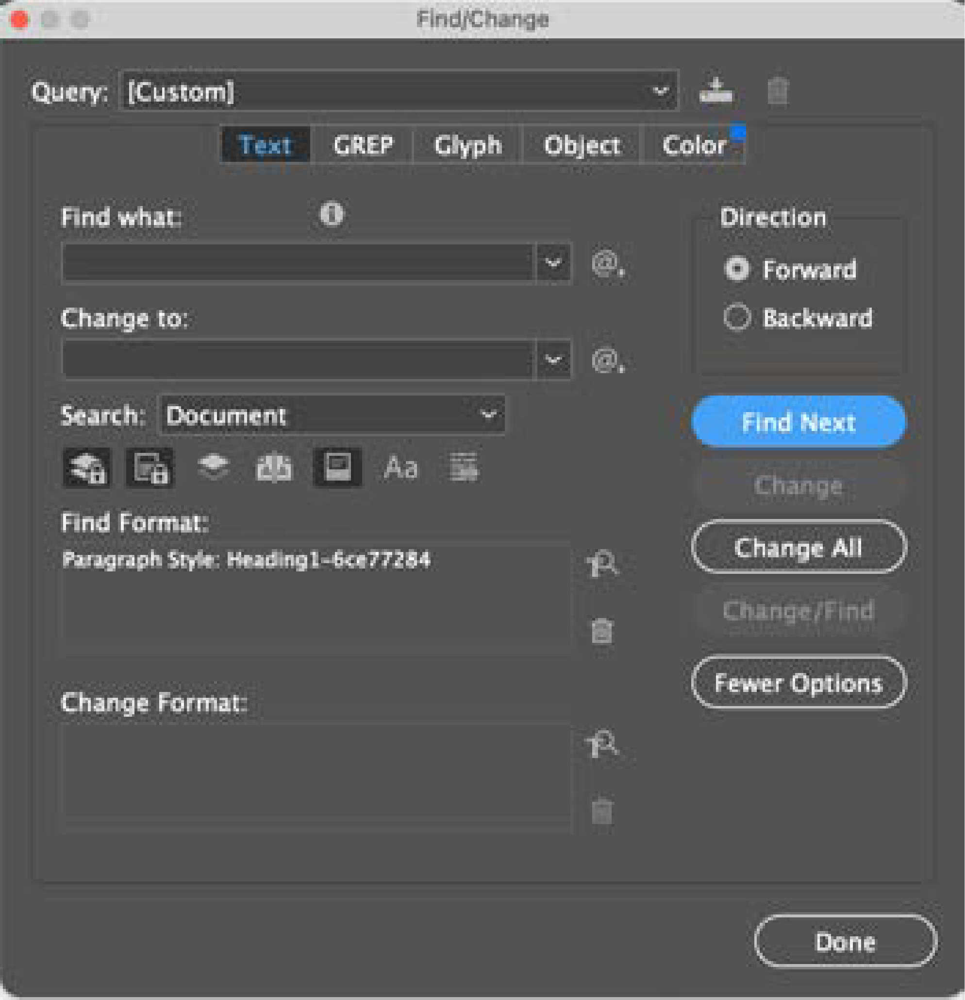 Find/Change
Query: [Custom]
Text GREP Glyph Object Color
Find what:
Change to:
Search: Document
Aa
Find Format:
Paragraph Style: Heading1-6ce77284
Change Format:
Direction
Forward
Backward
Find Next
Change
Change All
Change/Find
Fewer Options
Done